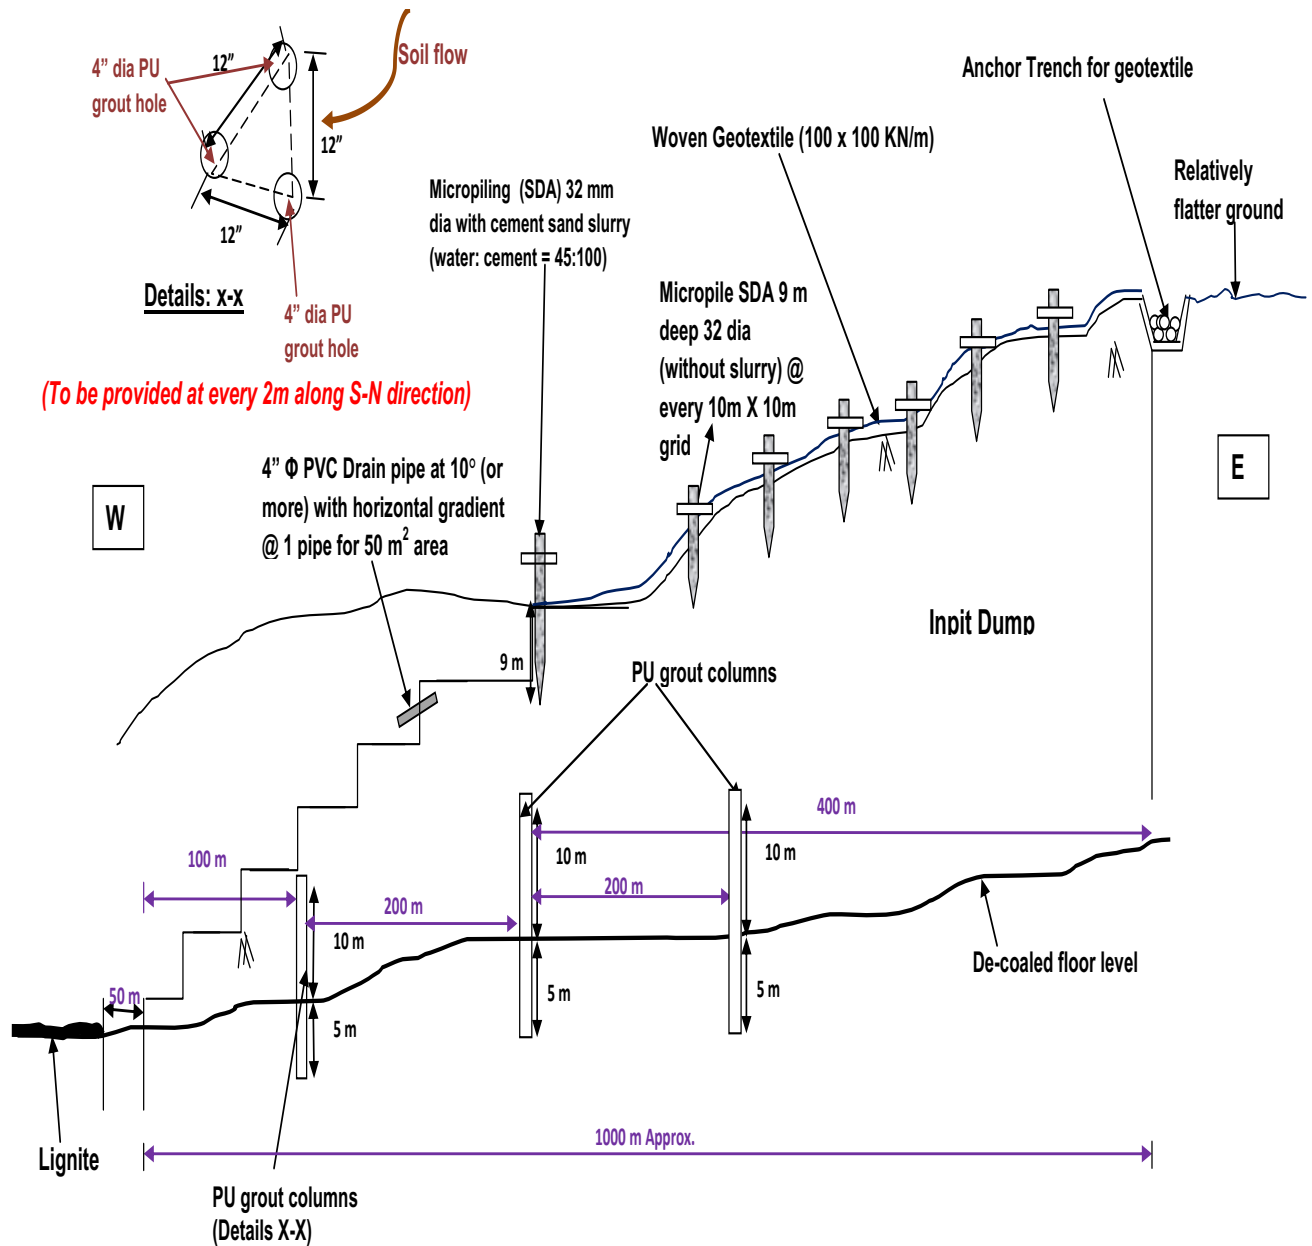 12”
Soil flow
4” dia PU
grout hole
12”
12”
Details: x-x
4” dia PU
grout hole
(To be provided at every 2m along S-N direction)
Anchor Trench for geotextile
Woven Geotextile (100 x 100 KN/m)
Relatively
flatter ground
Micropiling (SDA) 32 mm
dia with cement sand slurry
(water: cement = 45:100)
Micropile SDA 9 m
deep 32 dia
(without slurry) @
every 10m X 10m
grid
W
E
4” Φ PVC Drain pipe at 10° (or
more) with horizontal gradient
@ 1 pipe for 50 m² area
Inpit Dump
9 m
PU grout columns
400 m
100 m
10 m
10 m
200 m
200 m
10 m
De-coaled floor level
50 m
5 m
5 m
5 m
1000 m Approx.
Lignite
PU grout columns
(Details X-X)